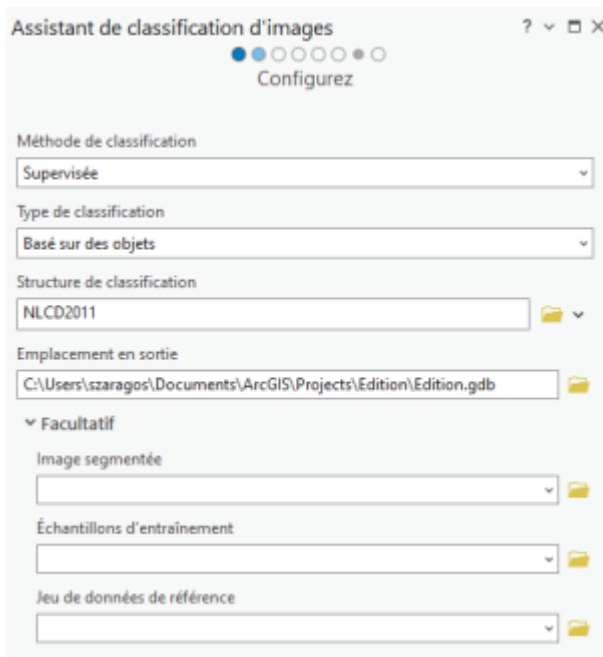 Assistant de classification d'images
Configurez
Méthode de classification
Supervisée
Type de classification
Basé sur des objets
Structure de classification
NLCD2011
Emplacement en sortie
C:\Users\szaragos\Documents\ArcGIS\Projects\Edition\Edition.gdb
Facultatif
Image segmentée
Échantillons d'entraînement
Jeu de données de référence